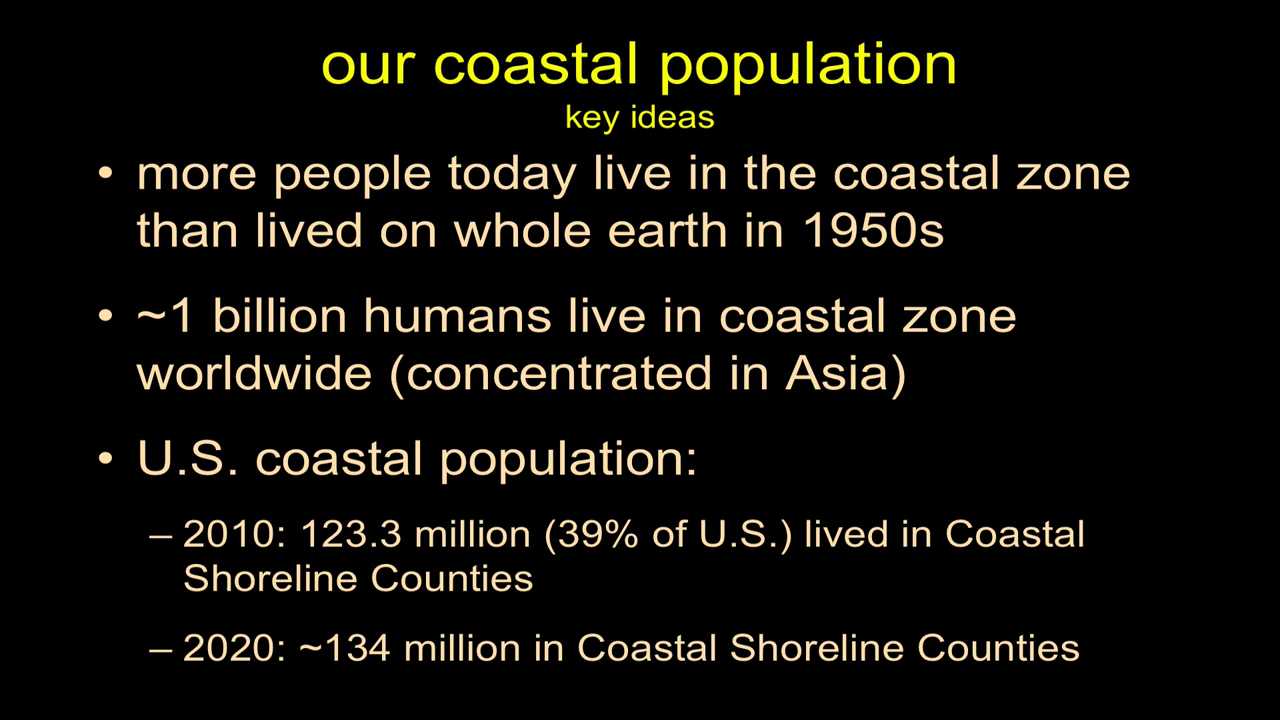 our coastal population
key ideas
• more people today live in the coastal zone
than lived on whole earth in 1950s
• ~1 billion humans live in coastal zone
worldwide (concentrated in Asia)
• U.S. coastal population:
– 2010: 123.3 million (39% of U.S.) lived in Coastal
Shoreline Counties
– 2020: ~134 million in Coastal Shoreline Counties